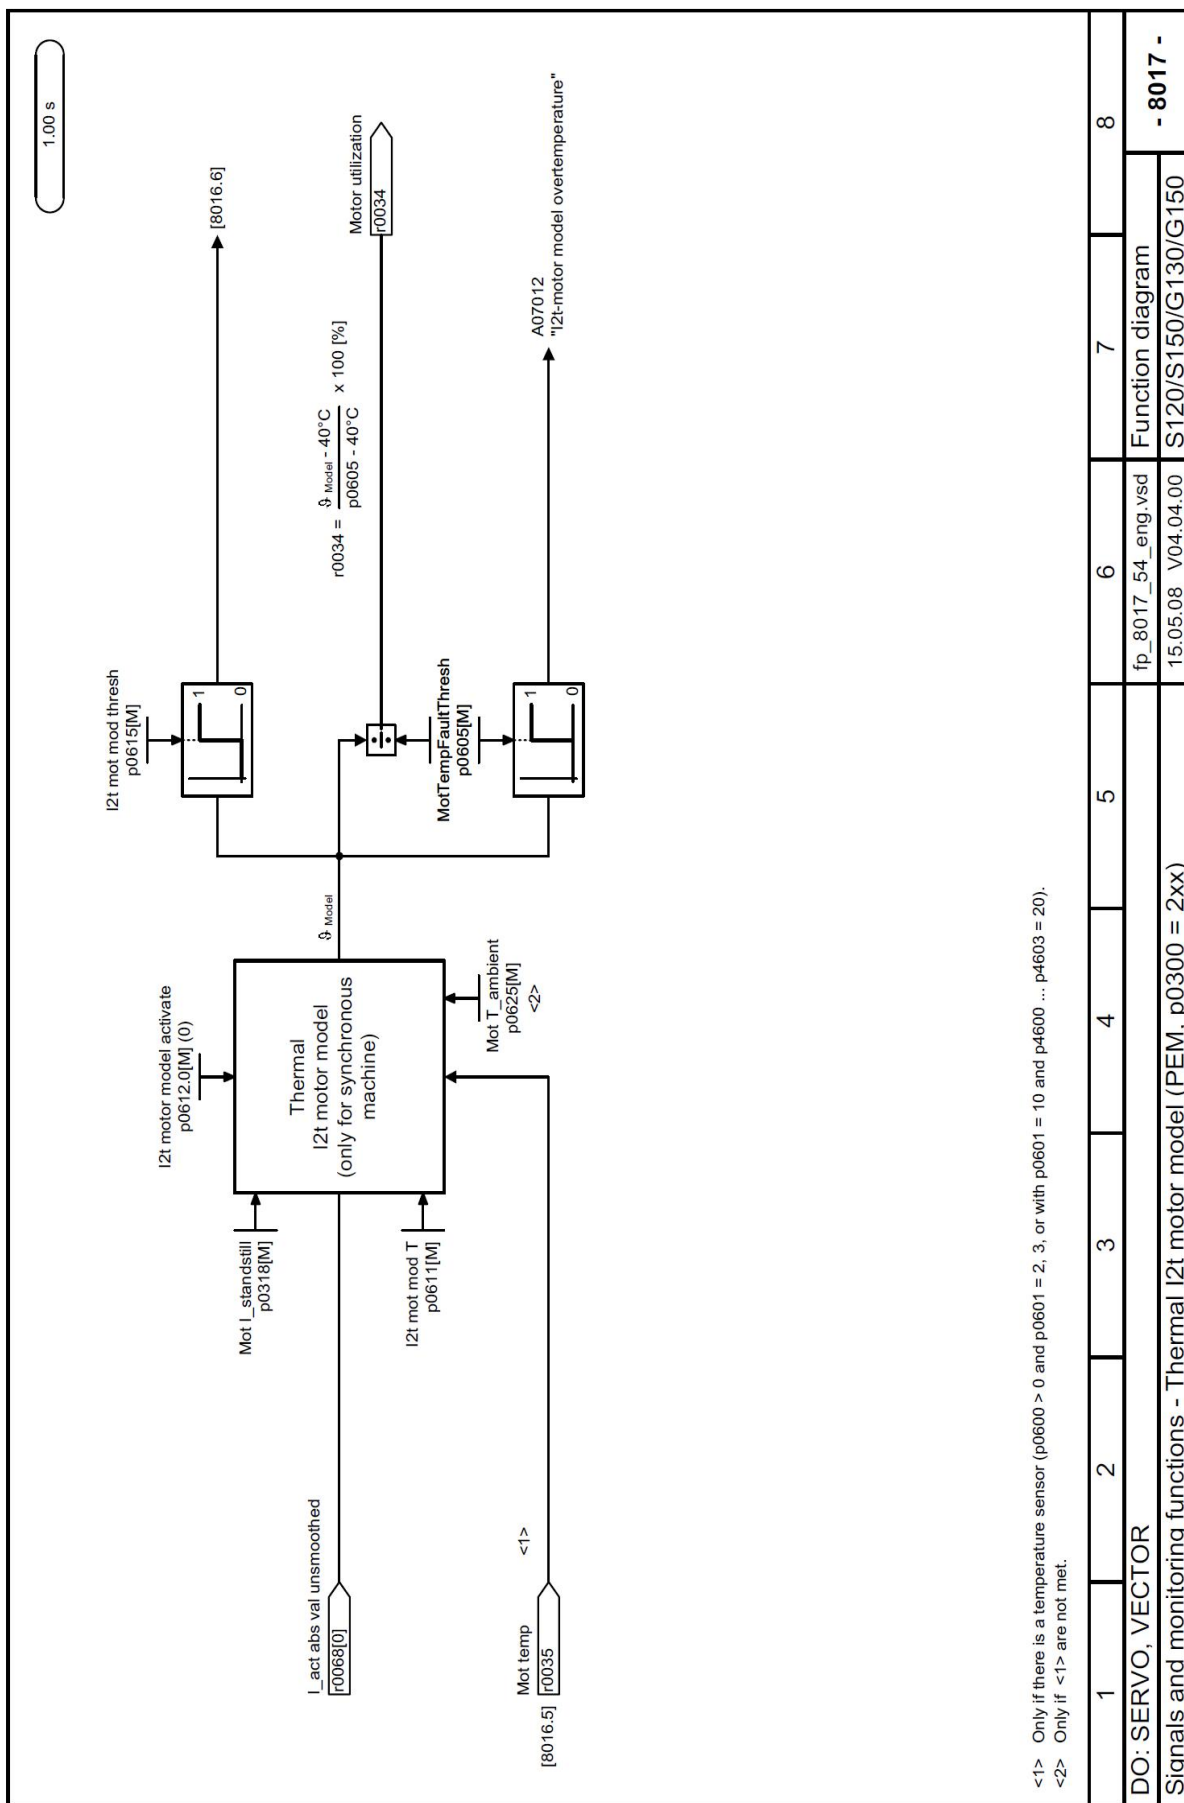 1.00 s
I2t mot mod thresh
p0615[M]
1
0
[8016.6]
I2t motor model activate
p0612.0[M] (0)
Mot I_standstill
p0318[M]
Thermal
I2t motor model
(only for synchronous
machine)
ϑ Model
r0034 = ϑ Model - 40°C / p0605 - 40°C x 100 [%]
Motor utilization
r0034
I_act abs val unsmoothed
r0068[0]
I2t mot mod T
p0611[M]
MotTempFaultThresh
p0605[M]
Mot T_ambient
p0625[M]
<2>
1
0
A07012
"I2t-motor model overtemperature"
Mot temp
<1>
[8016.5] r0035
<1> Only if there is a temperature sensor (p0600 > 0 and p0601 = 2, 3, or with p0601 = 10 and p4600 ... p4603 = 20).
<2> Only if <1> are not met.
1 2 3 4 5 6 7 8
DO: SERVO, VECTOR
fp_8017_54_eng.vsd
Function diagram
- 8017 -
Signals and monitoring functions - Thermal I2t motor model (PEM, p0300 = 2xx)
15.05.08 V04.04.00
S120/S150/G130/G150